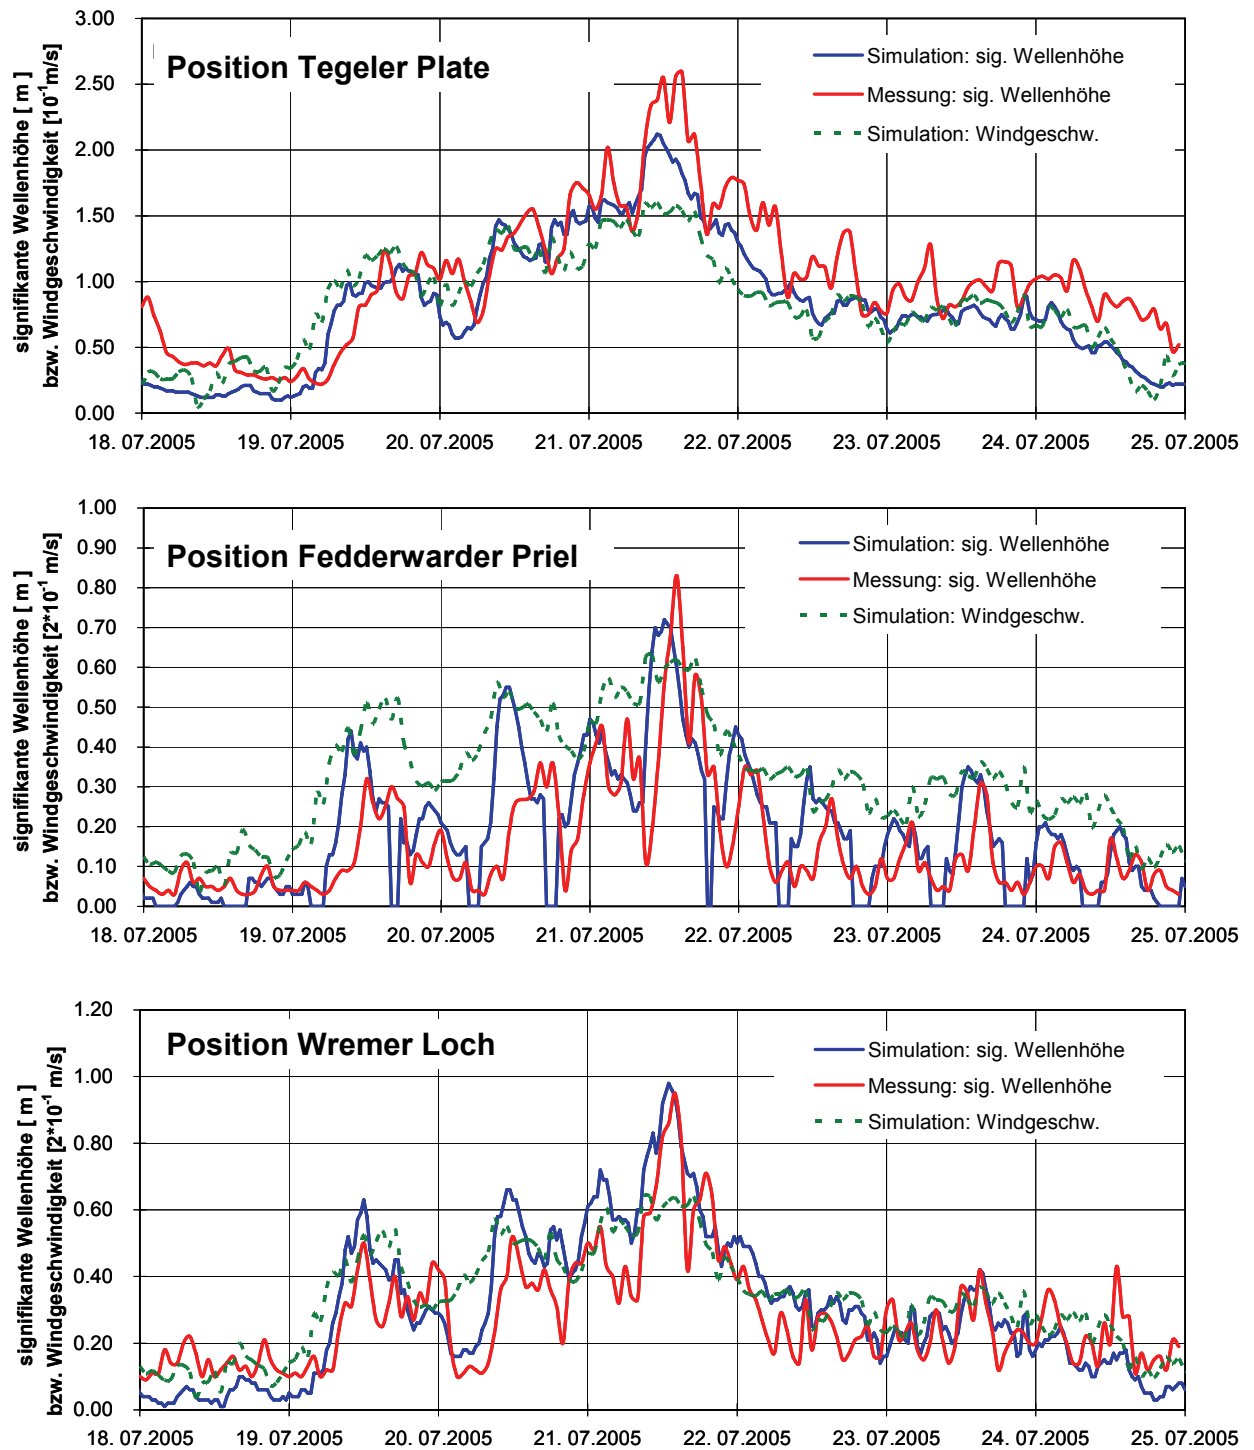 signifikante Wellenhöhe [ m ]
bzw. Windgeschwindigkeit [10-1m/s]
3.00
2.50
2.00
1.50
1.00
0.50
0.00
Position Tegeler Plate
Simulation: sig. Wellenhöhe
Messung: sig. Wellenhöhe
Simulation: Windgeschw.
18. 07.2005 19. 07.2005 20. 07.2005 21. 07.2005 22. 07.2005 23. 07.2005 24. 07.2005 25. 07.2005
signifikante Wellenhöhe [ m ]
bzw. Windgeschwindigkeit [2*10-1 m/s]
1.00
0.90
0.80
0.70
0.60
0.50
0.40
0.30
0.20
0.10
0.00
Position Fedderwarder Priel
Simulation: sig. Wellenhöhe
Messung: sig. Wellenhöhe
Simulation: Windgeschw.
18. 07.2005 19. 07.2005 20. 07.2005 21. 07.2005 22. 07.2005 23. 07.2005 24. 07.2005 25. 07.2005
signifikante Wellenhöhe [ m ]
bzw. Windgeschwindigkeit [2*10-1 m/s]
1.20
1.00
0.80
0.60
0.40
0.20
0.00
Position Wremer Loch
Simulation: sig. Wellenhöhe
Messung: sig. Wellenhöhe
Simulation: Windgeschw.
18. 07.2005 19. 07.2005 20. 07.2005 21. 07.2005 22. 07.2005 23. 07.2005 24. 07.2005 25. 07.2005